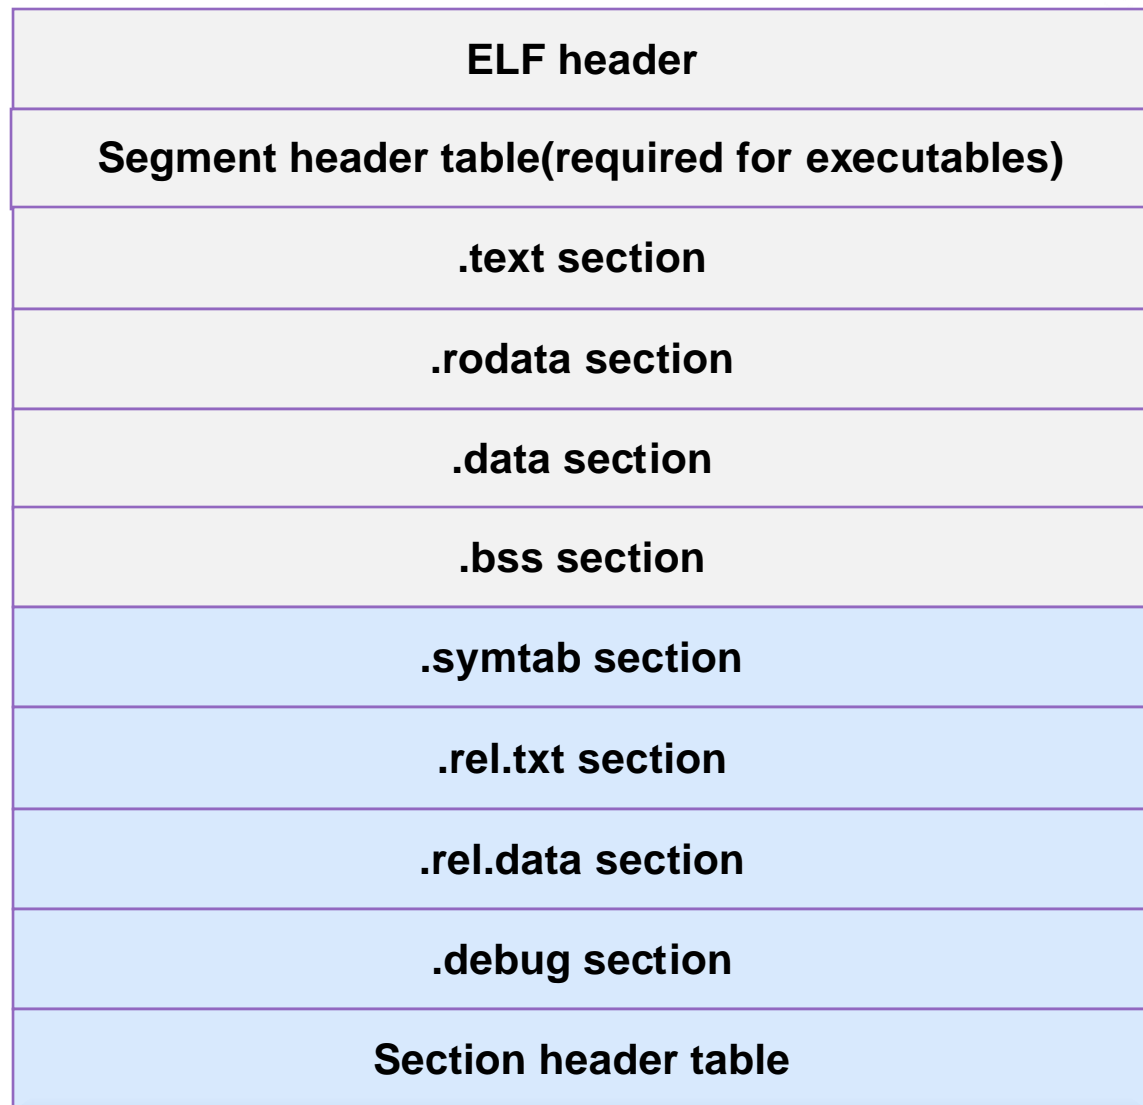 ELF header
Segment header table(required for executables)
.text section
.rodata section
.data section
.bss section
.symtab section
.rel.txt section
.rel.data section
.debug section
Section header table